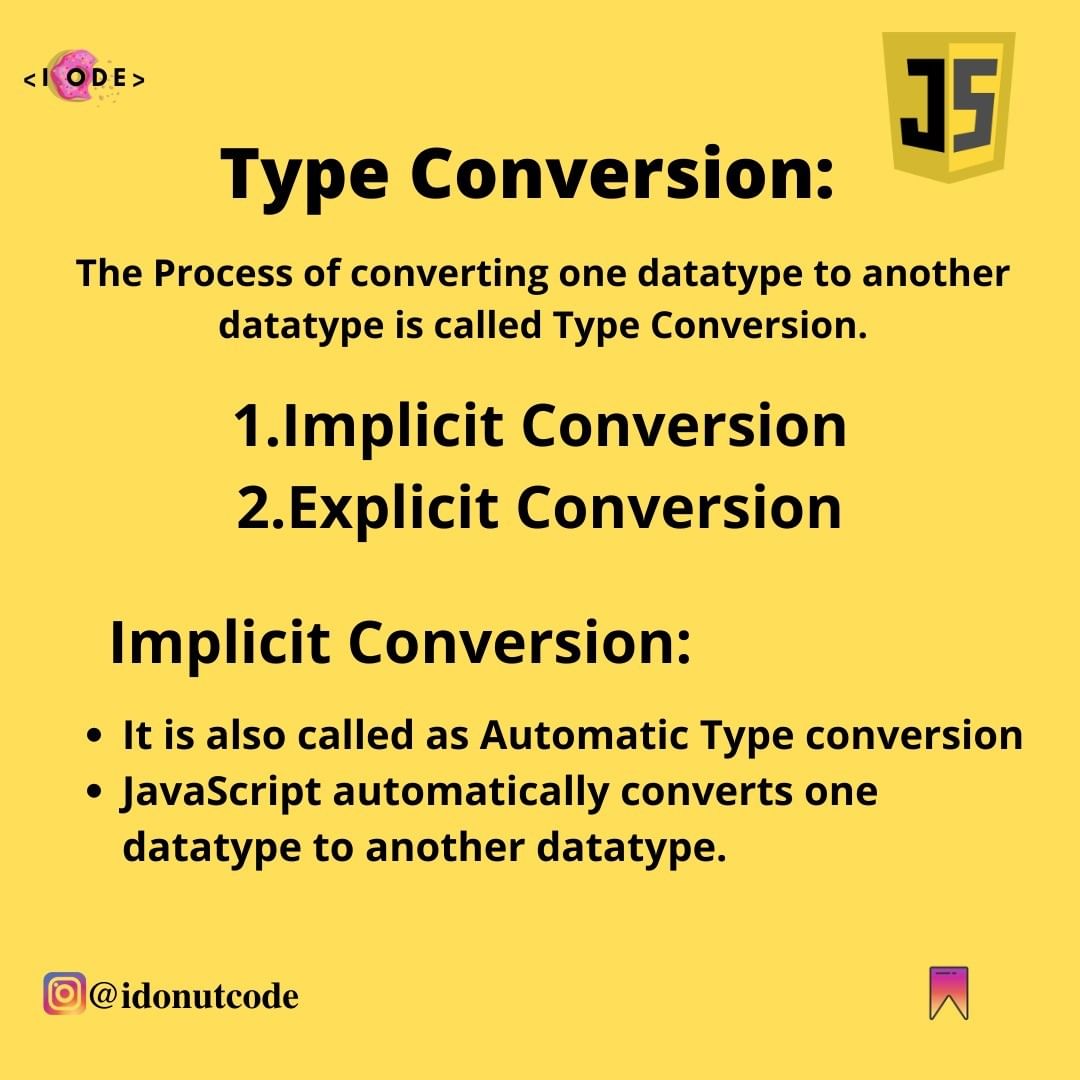 <I ODE>
JS
Type Conversion:
The Process of converting one datatype to another
datatype is called Type Conversion.
1.Implicit Conversion
2.Explicit Conversion
Implicit Conversion:
• It is also called as Automatic Type conversion
• JavaScript automatically converts one
datatype to another datatype.
@idonutcode